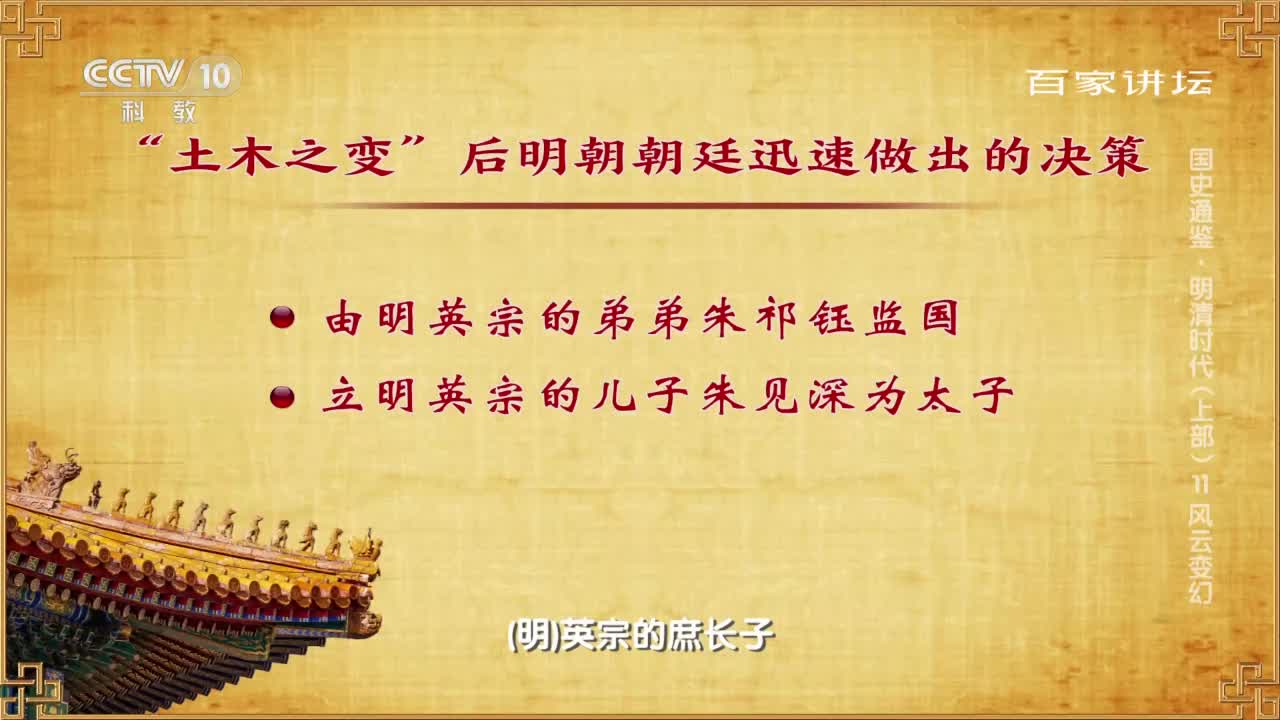 CCTV 10
科教
百家讲坛
“土木之变”后明朝朝廷迅速做出的决策
由明英宗的弟弟朱祁钰监国
立明英宗的儿子朱见深为太子
国史通鉴·明清时代（上部）11 风云变幻
(明)英宗的庶长子